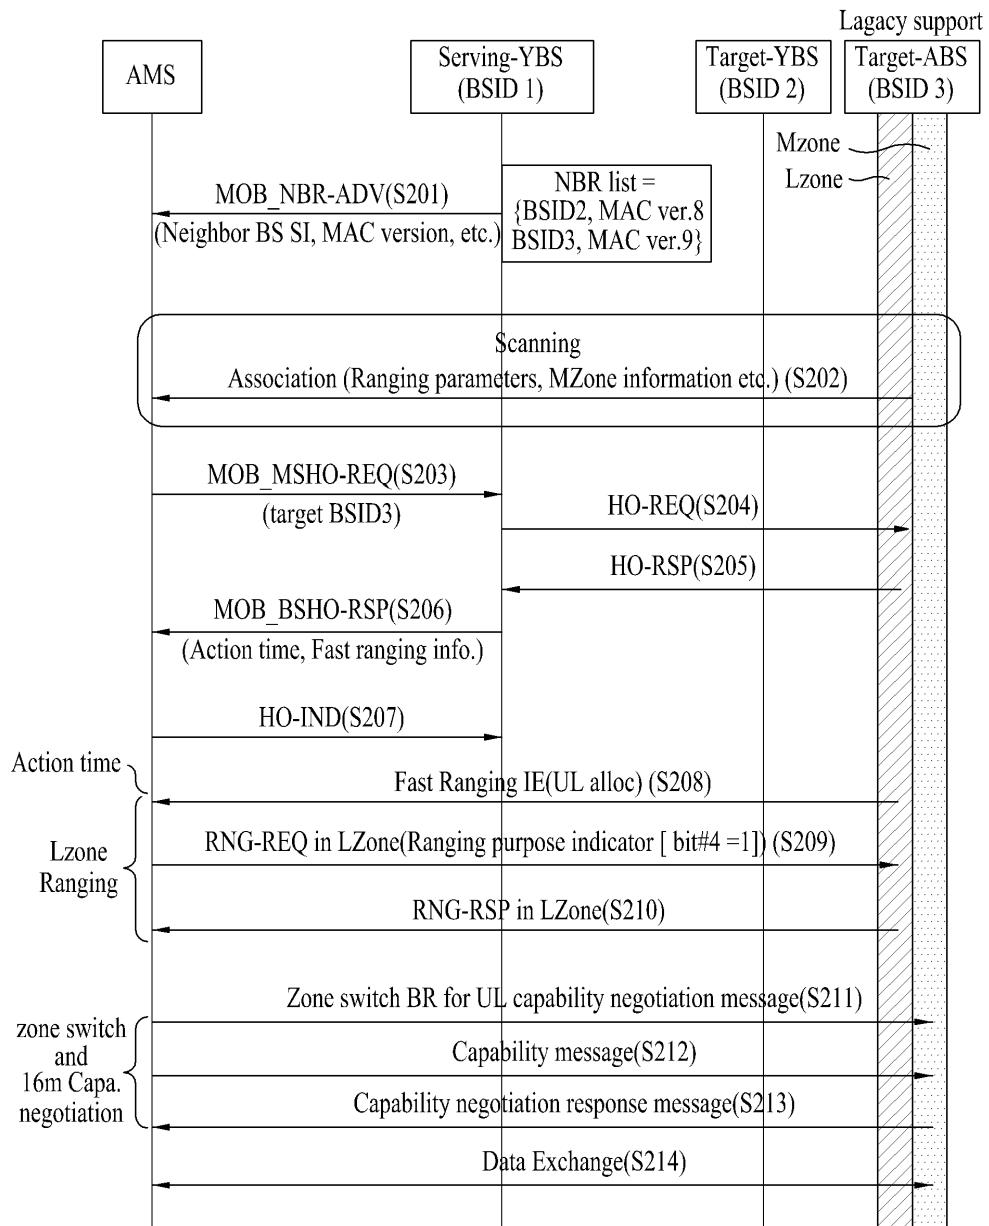 Lagacy support
AMS
Serving-YBS
(BSID 1)
Target-YBS
(BSID 2)
Target-ABS
(BSID 3)
Mzone
Lzone
MOB_NBR-ADV(S201)
(Neighbor BS SI, MAC version, etc.)
NBR list =
{BSID2, MAC ver.8
BSID3, MAC ver.9}
Scanning
Association (Ranging parameters, MZone information etc.) (S202)
MOB_MSHO-REQ(S203)
(target BSID3)
HO-REQ(S204)
HO-RSP(S205)
MOB_BSHO-RSP(S206)
(Action time, Fast ranging info.)
HO-IND(S207)
Action time
Fast Ranging IE(UL alloc) (S208)
Lzone
Ranging
RNG-REQ in LZone(Ranging purpose indicator [ bit#4 =1]) (S209)
RNG-RSP in LZone(S210)
Zone switch BR for UL capability negotiation message(S211)
zone switch
and
16m Capa.
negotiation
Capability message(S212)
Capability negotiation response message(S213)
Data Exchange(S214)